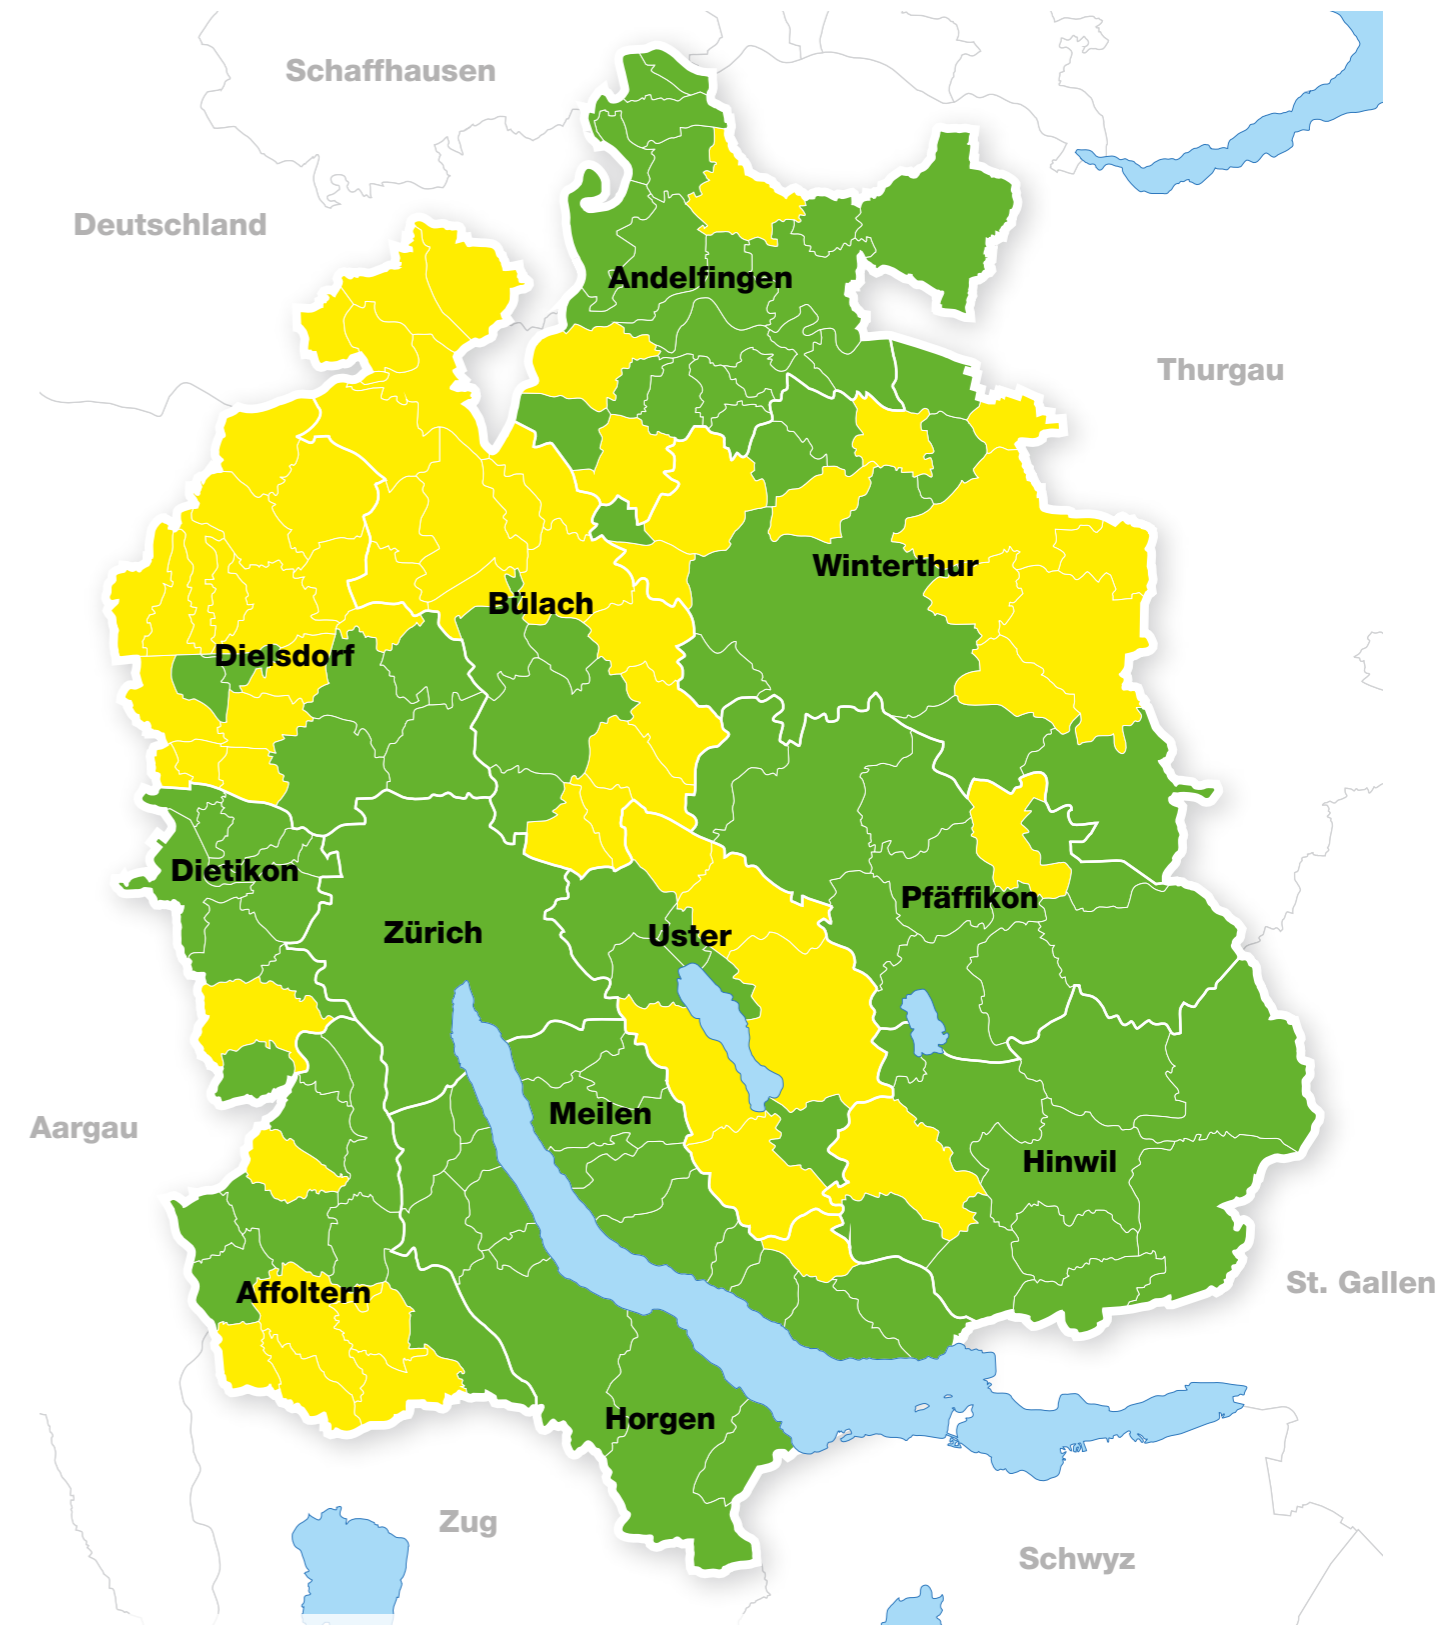 Schaffhausen
Deutschland
Andelfingen
Thurgau
Winterthur
Bülach
Dielsdorf
Dietikon
Pfäffikon
Zürich
Uster
Meilen
Aargau
Hinwil
St. Gallen
Affoltern
Horgen
Zug
Schwyz